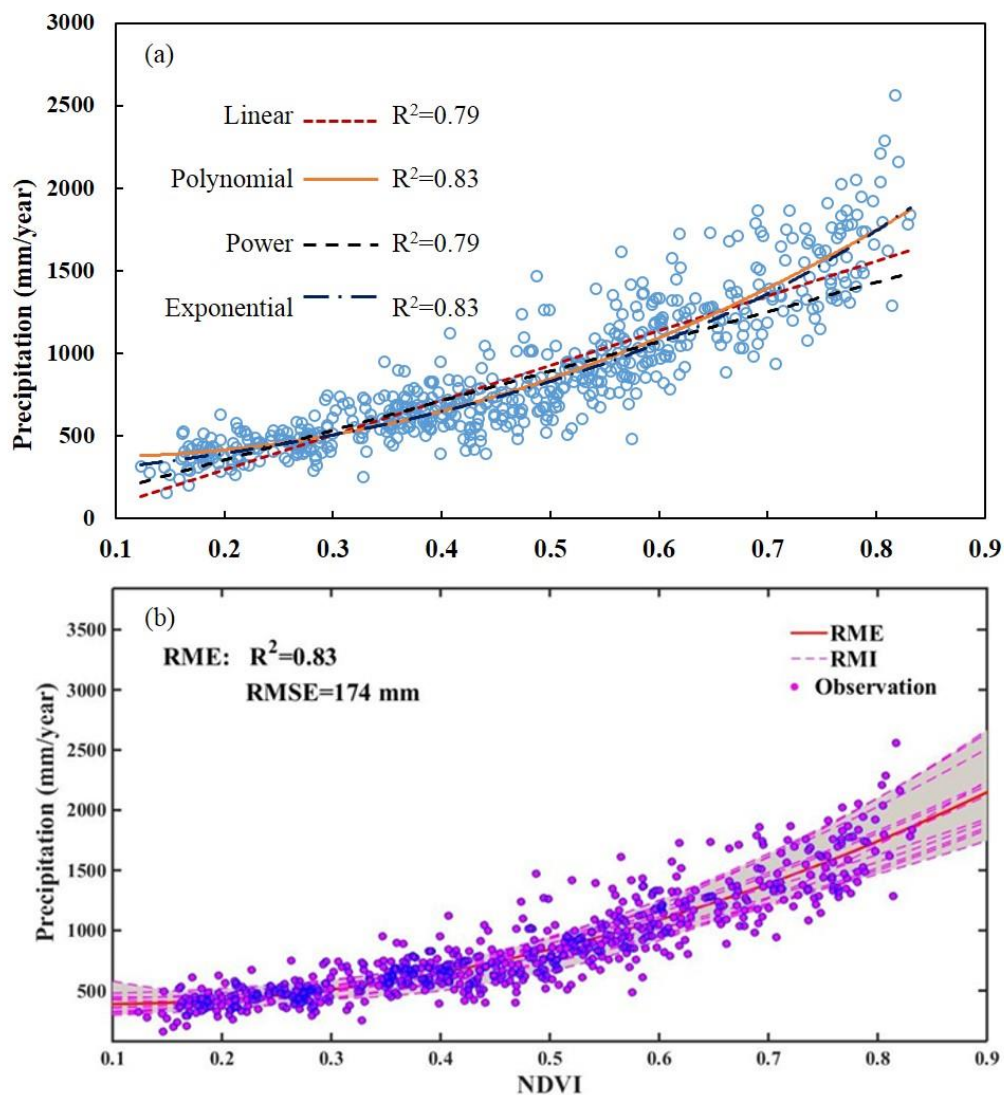 3000
(a)
2500
Linear R²=0.79
2000
Polynomial R²=0.83
1500
Power R²=0.79
Exponential R²=0.83
1000
500
0
Precipitation (mm/year)
0.1 0.2 0.3 0.4 0.5 0.6 0.7 0.8 0.9
(b)
3500
RME: R²=0.83
RMSE=174 mm
RME
RMI
Observation
3000
2500
2000
1500
1000
500
Precipitation (mm/year)
0.1 0.2 0.3 0.4 0.5 0.6 0.7 0.8 0.9
NDVI